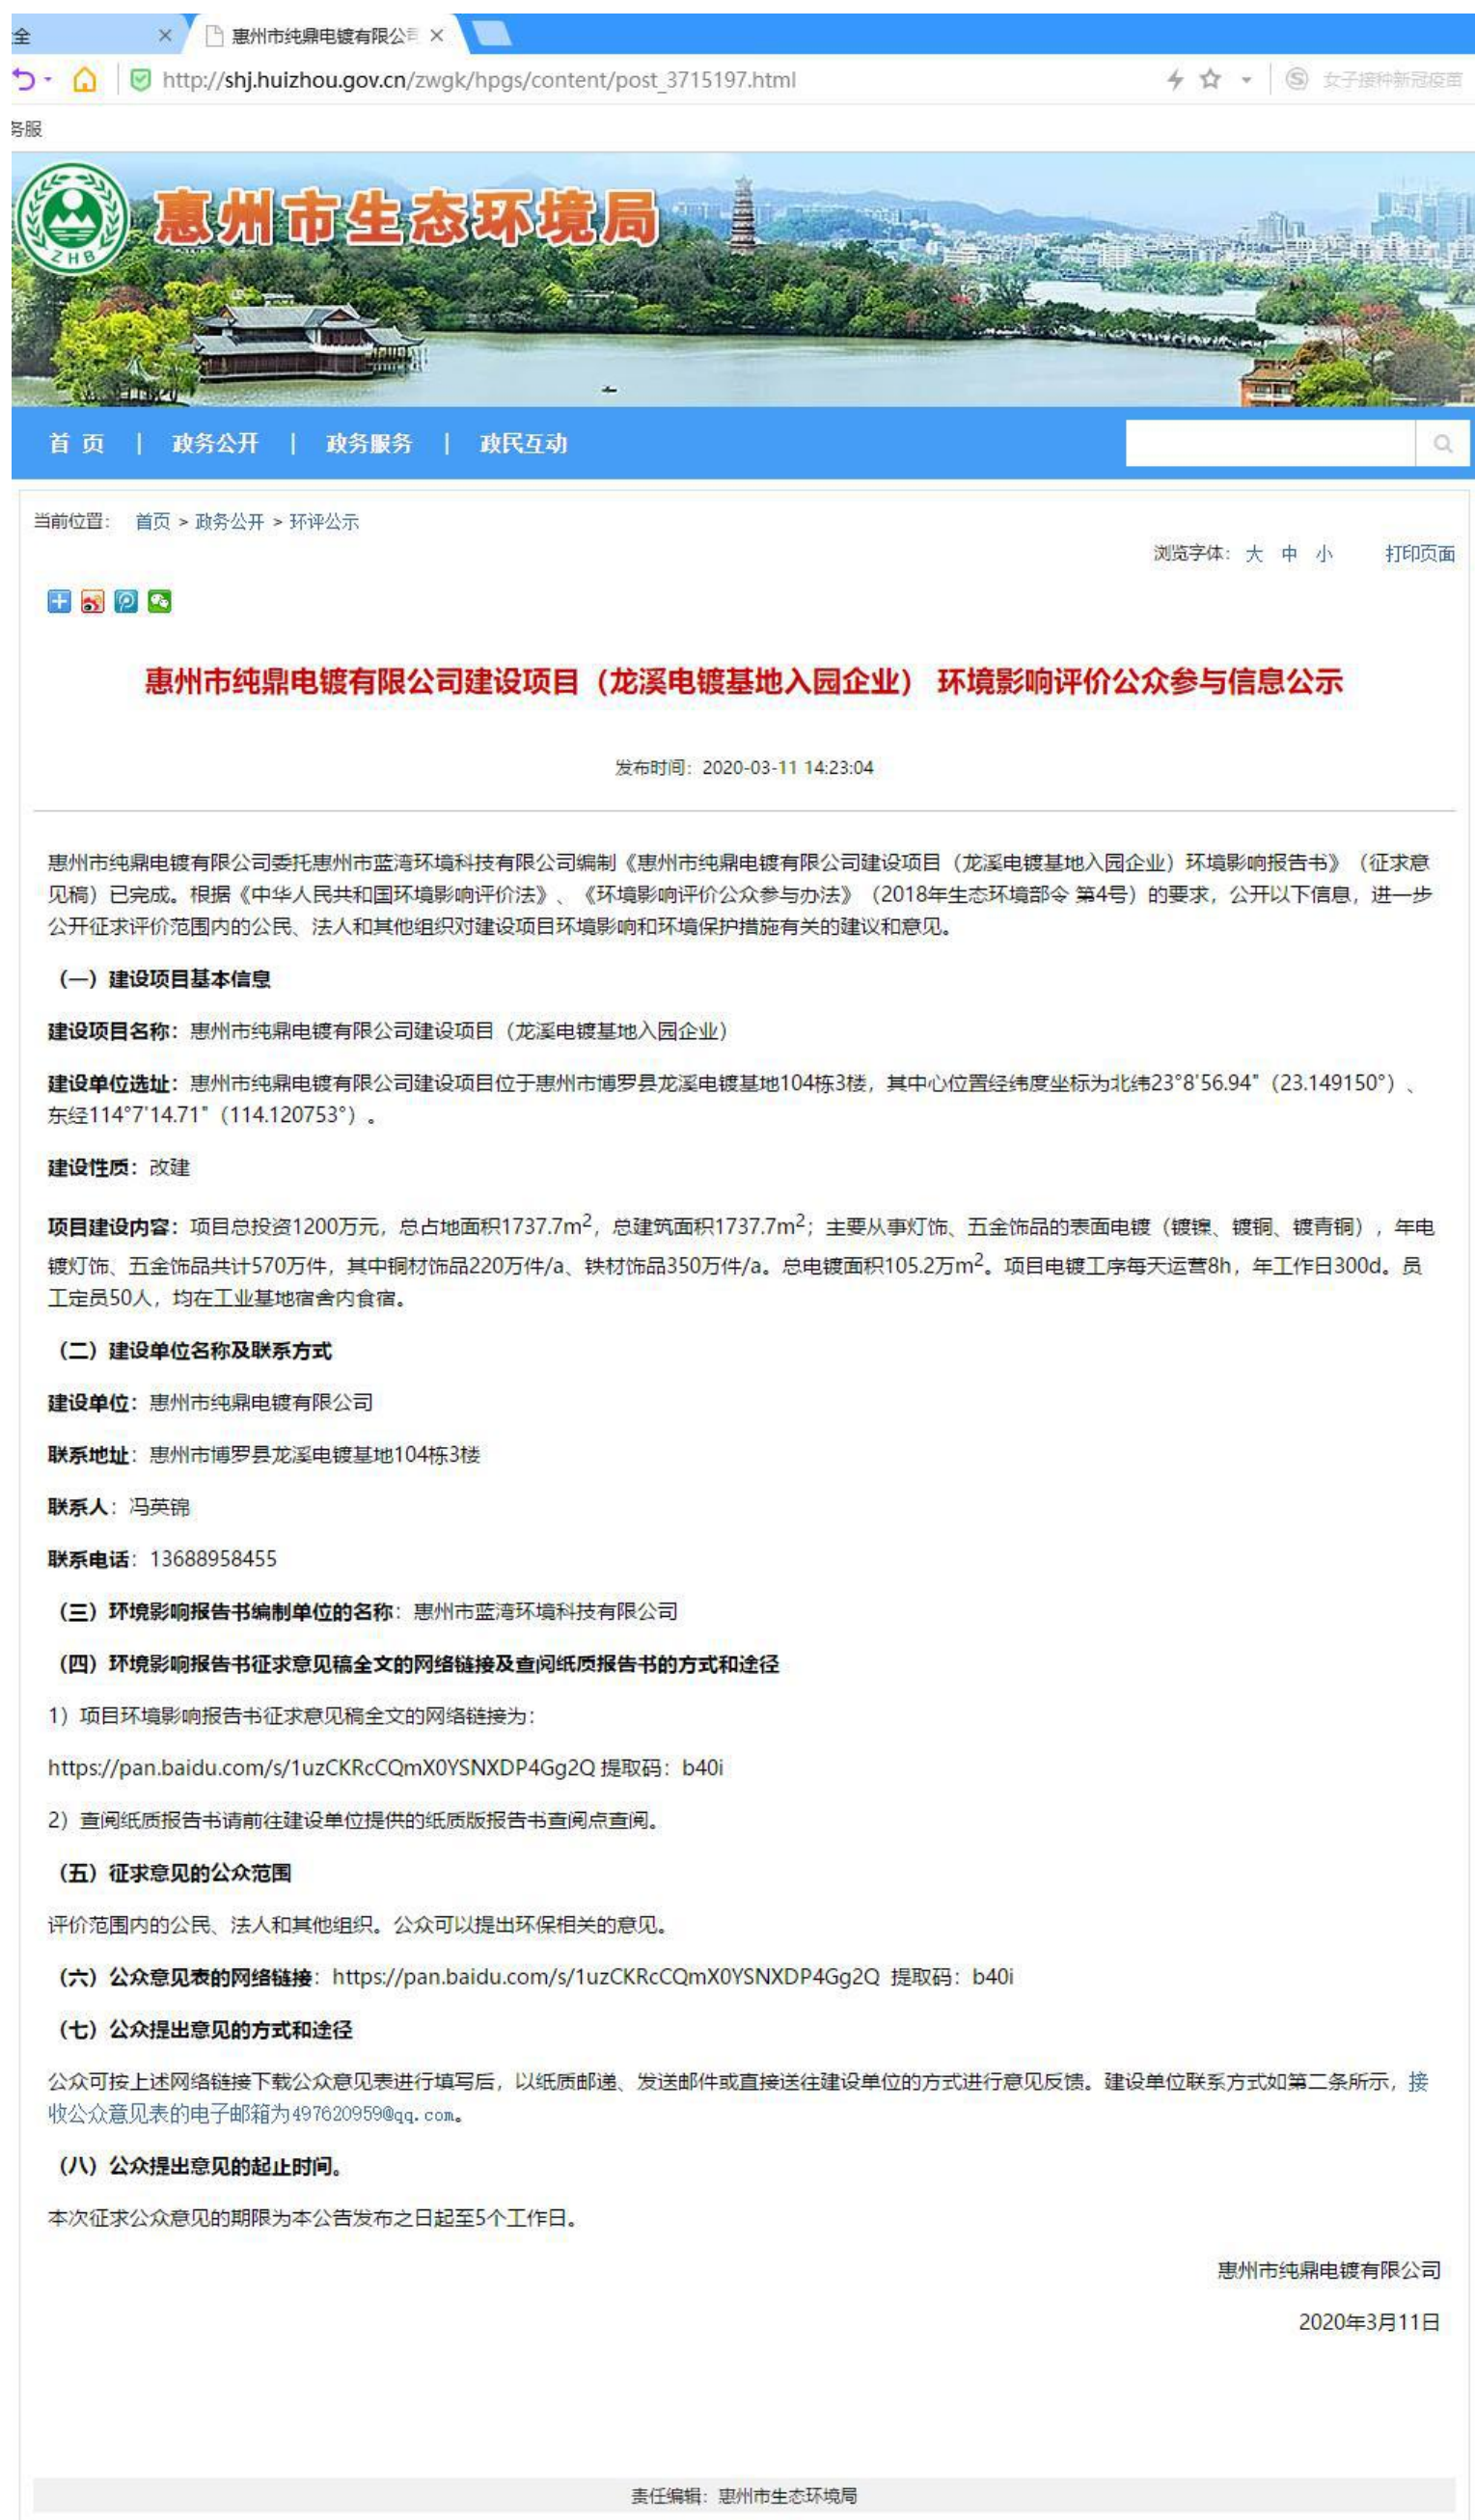 全
惠州市纯鼎电镀有限公司
http://shj.huizhou.gov.cn/zwgk/hpgs/content/post_3715197.html
女子接种新冠疫苗
务服
惠州市生态环境局
ZHB
首 页 | 政务公开 | 政务服务 | 政民互动
当前位置： 首页 > 政务公开 > 环评公示
浏览字体： 大 中 小 打印页面
惠州市纯鼎电镀有限公司建设项目（龙溪电镀基地入园企业） 环境影响评价公众参与信息公示
发布时间：2020-03-11 14:23:04
惠州市纯鼎电镀有限公司委托惠州市蓝湾环境科技有限公司编制《惠州市纯鼎电镀有限公司建设项目（龙溪电镀基地入园企业）环境影响报告书》（征求意
见稿）已完成。根据《中华人民共和国环境影响评价法》、《环境影响评价公众参与办法》（2018年生态环境部令 第4号）的要求，公开以下信息，进一步
公开征求评价范围内的公民、法人和其他组织对建设项目环境影响和环境保护措施有关的建议和意见。
（一）建设项目基本信息
建设项目名称：惠州市纯鼎电镀有限公司建设项目（龙溪电镀基地入园企业）
建设单位选址：惠州市纯鼎电镀有限公司建设项目位于惠州市博罗县龙溪电镀基地104栋3楼，其中心位置经纬度坐标为北纬23°8'56.94"（23.149150°）、
东经114°7'14.71"（114.120753°）。
建设性质：改建
项目建设内容：项目总投资1200万元，总占地面积1737.7m²，总建筑面积1737.7m²；主要从事灯饰、五金饰品的表面电镀（镀镍、镀铜、镀青铜），年电
镀灯饰、五金饰品共计570万件，其中铜材饰品220万件/a、铁材饰品350万件/a。总电镀面积105.2万m²。项目电镀工序每天运营8h，年工作日300d。员
工定员50人，均在工业基地宿舍内食宿。
（二）建设单位名称及联系方式
建设单位：惠州市纯鼎电镀有限公司
联系地址：惠州市博罗县龙溪电镀基地104栋3楼
联系人：冯英锦
联系电话：13688958455
（三）环境影响报告书编制单位的名称：惠州市蓝湾环境科技有限公司
（四）环境影响报告书征求意见稿全文的网络链接及查阅纸质报告书的方式和途径
1）项目环境影响报告书征求意见稿全文的网络链接为：
https://pan.baidu.com/s/1uzCKRcCQmX0YSNXDP4Gg2Q 提取码：b40i
2）查阅纸质报告书请前往建设单位提供的纸质版报告书查阅点查阅。
（五）征求意见的公众范围
评价范围内的公民、法人和其他组织。公众可以提出环保相关的意见。
（六）公众意见表的网络链接：https://pan.baidu.com/s/1uzCKRcCQmX0YSNXDP4Gg2Q 提取码：b40i
（七）公众提出意见的方式和途径
公众可按上述网络链接下载公众意见表进行填写后，以纸质邮递、发送邮件或直接送往建设单位的方式进行意见反馈。建设单位联系方式如第二条所示，接
收公众意见表的电子邮箱为497620959@qq.com。
（八）公众提出意见的起止时间。
本次征求公众意见的期限为本公告发布之日起至5个工作日。
惠州市纯鼎电镀有限公司
2020年3月11日
责任编辑：惠州市生态环境局